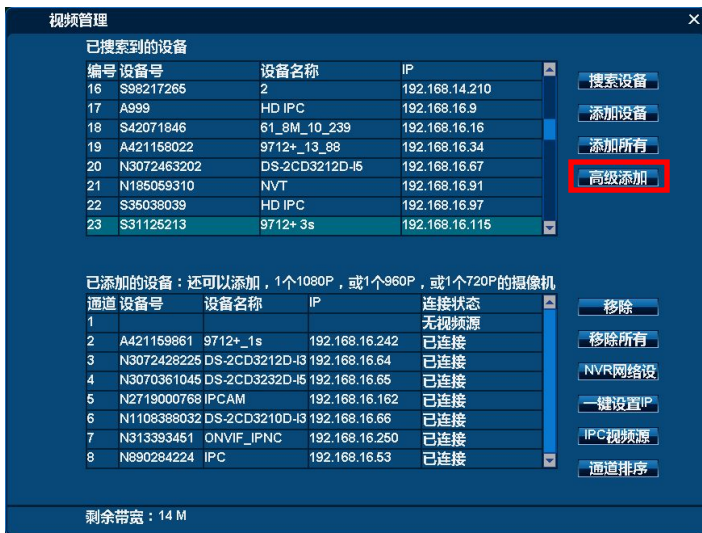 视频管理
已搜索到的设备
编号 设备号 设备名称 IP
16 S98217265 2 192.168.14.210
17 A999 HD IPC 192.168.16.9
18 S42071846 61_8M_10_239 192.168.16.16
19 A421158022 9712+_13_88 192.168.16.34
20 N3072463202 DS-2CD3212D-I5 192.168.16.67
21 N185059310 NVT 192.168.16.91
22 S35038039 HD IPC 192.168.16.97
23 S31125213 9712+ 3s 192.168.16.115
搜索设备
添加设备
添加所有
高级添加
已添加的设备：还可以添加，1个1080P，或1个960P，或1个720P的摄像机
通道 设备号 设备名称 IP 连接状态
1 无视频源
2 A421159861 9712+_1s 192.168.16.242 已连接
3 N3072428225 DS-2CD3212D-I3 192.168.16.64 已连接
4 N3070361045 DS-2CD3232D-I5 192.168.16.65 已连接
5 N2719000768 IPCAM 192.168.16.162 已连接
6 N1108388032 DS-2CD3210D-I3 192.168.16.66 已连接
7 N313393451 ONVIF_IPNC 192.168.16.250 已连接
8 N890284224 IPC 192.168.16.53 已连接
移除
移除所有
NVR网络设
一键设置IP
IPC视频源
通道排序
剩余带宽：14 M